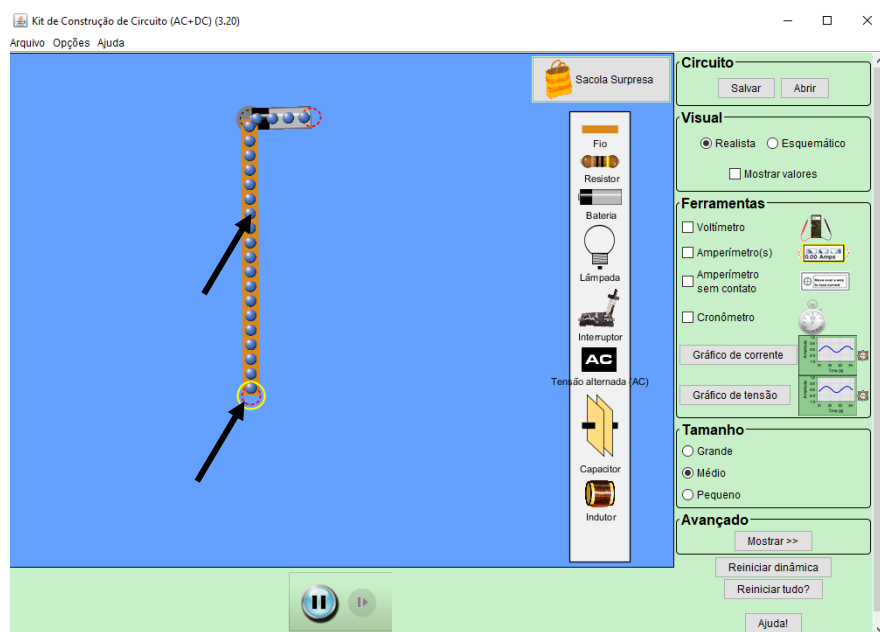 Kit de Construção de Circuito (AC+DC) (3.20)
Arquivo Opções Ajuda
Sacola Surpresa
Fio
Resistor
Bateria
Lâmpada
Interruptor
AC
Tensão alternada (AC)
Capacitor
Indutor
Circuito
Salvar Abrir
Visual
Realista Esquemático
Mostrar valores
Ferramentas
Voltímetro
Amperímetro(s)
0.00 Amps
Amperímetro
sem contato
Cronômetro
Gráfico de corrente
Gráfico de tensão
Tamanho
Grande
Médio
Pequeno
Avançado
Mostrar >>
Reiniciar dinâmica
Reiniciar tudo?
Ajuda!